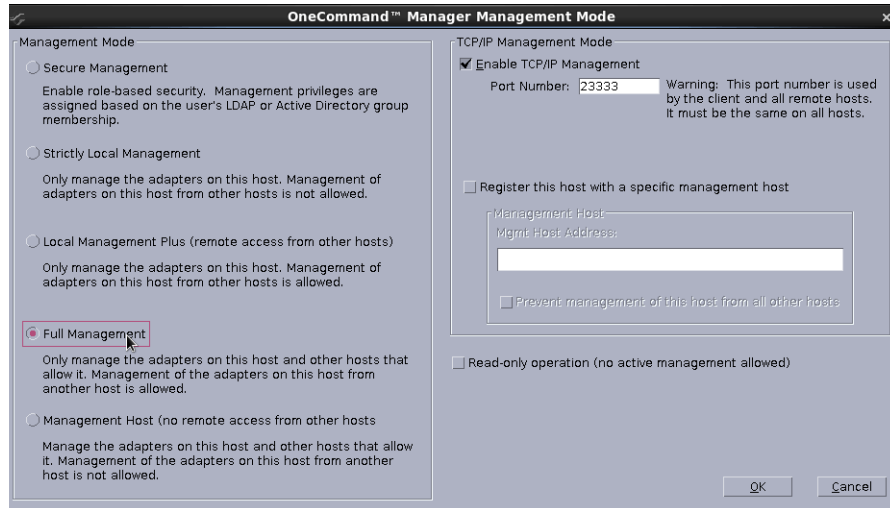 OneCommand™ Manager Management Mode
Management Mode
Secure Management
Enable role-based security. Management privileges are
assigned based on the user's LDAP or Active Directory group
membership.
Strictly Local Management
Only manage the adapters on this host. Management of
adapters on this host from other hosts is not allowed.
Local Management Plus (remote access from other hosts)
Only manage the adapters on this host. Management of
adapters on this host from other hosts is allowed.
Full Management
Only manage the adapters on this host and other hosts that
allow it. Management of the adapters on this host from
another host is allowed.
Management Host (no remote access from other hosts
Manage the adapters on this host and other hosts that allow
it. Management of the adapters on this host from another
host is not allowed.
TCP/IP Management Mode
Enable TCP/IP Management
Port Number: 23333
Warning: This port number is used
by the client and all remote hosts.
It must be the same on all hosts.
Register this host with a specific management host
Management Host
Mgmt Host Address:
Prevent management of this host from all other hosts
Read-only operation (no active management allowed)
OK
Cancel